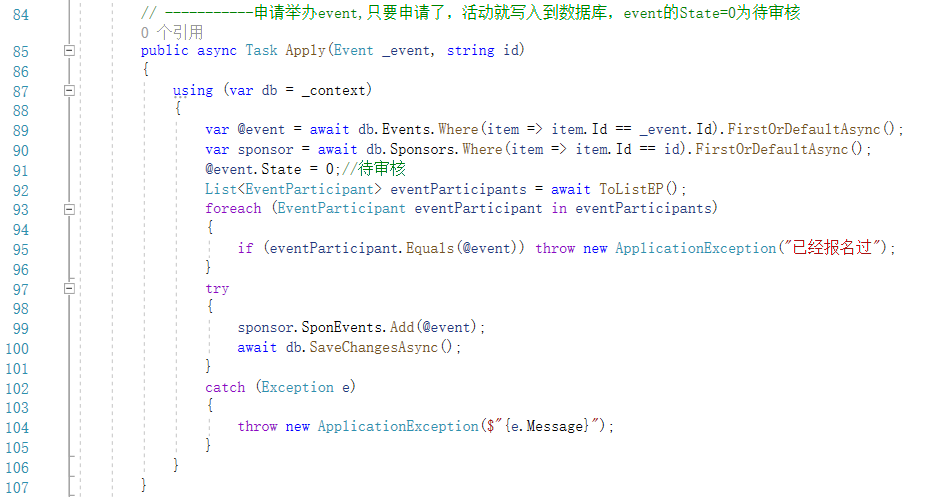 84 // -----------申请举办event,只要申请了，活动就写入到数据库，event的State=0为待审核
0 个引用
85 public async Task Apply(Event _event, string id)
86 {
87 using (var db = _context)
88 {
89 var @event = await db.Events.Where(item => item.Id == _event.Id).FirstOrDefaultAsync();
90 var sponsor = await db.Sponsors.Where(item => item.Id == id).FirstOrDefaultAsync();
91 @event.State = 0;//待审核
92 List<EventParticipant> eventParticipants = await ToListEP();
93 foreach (EventParticipant eventParticipant in eventParticipants)
94 {
95 if (eventParticipant.Equals(@event)) throw new ApplicationException("已经报名过");
96 }
97 try
98 {
99 sponsor.SponEvents.Add(@event);
100 await db.SaveChangesAsync();
101 }
102 catch (Exception e)
103 {
104 throw new ApplicationException($"{e.Message}");
105 }
106 }
107 }